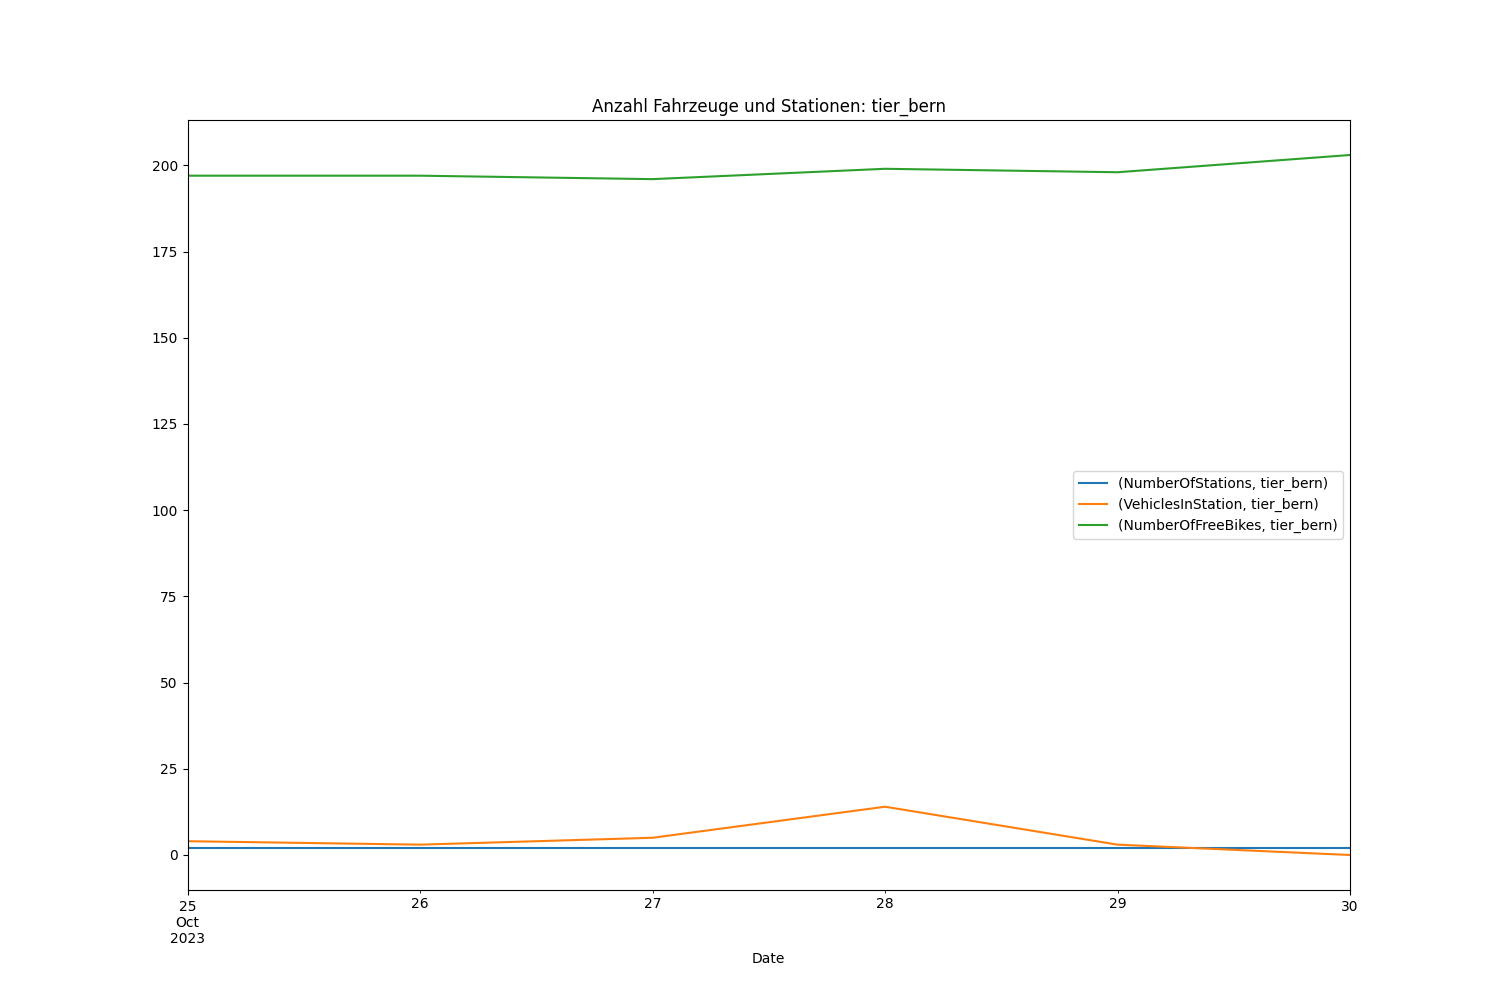 Anzahl Fahrzeuge und Stationen: tier_bern
200
175
150
125
100
75
50
25
0
(NumberOfStations, tier_bern)
(VehiclesInStation, tier_bern)
(NumberOfFreeBikes, tier_bern)
25 26 27 28 29 30
Oct
2023
Date